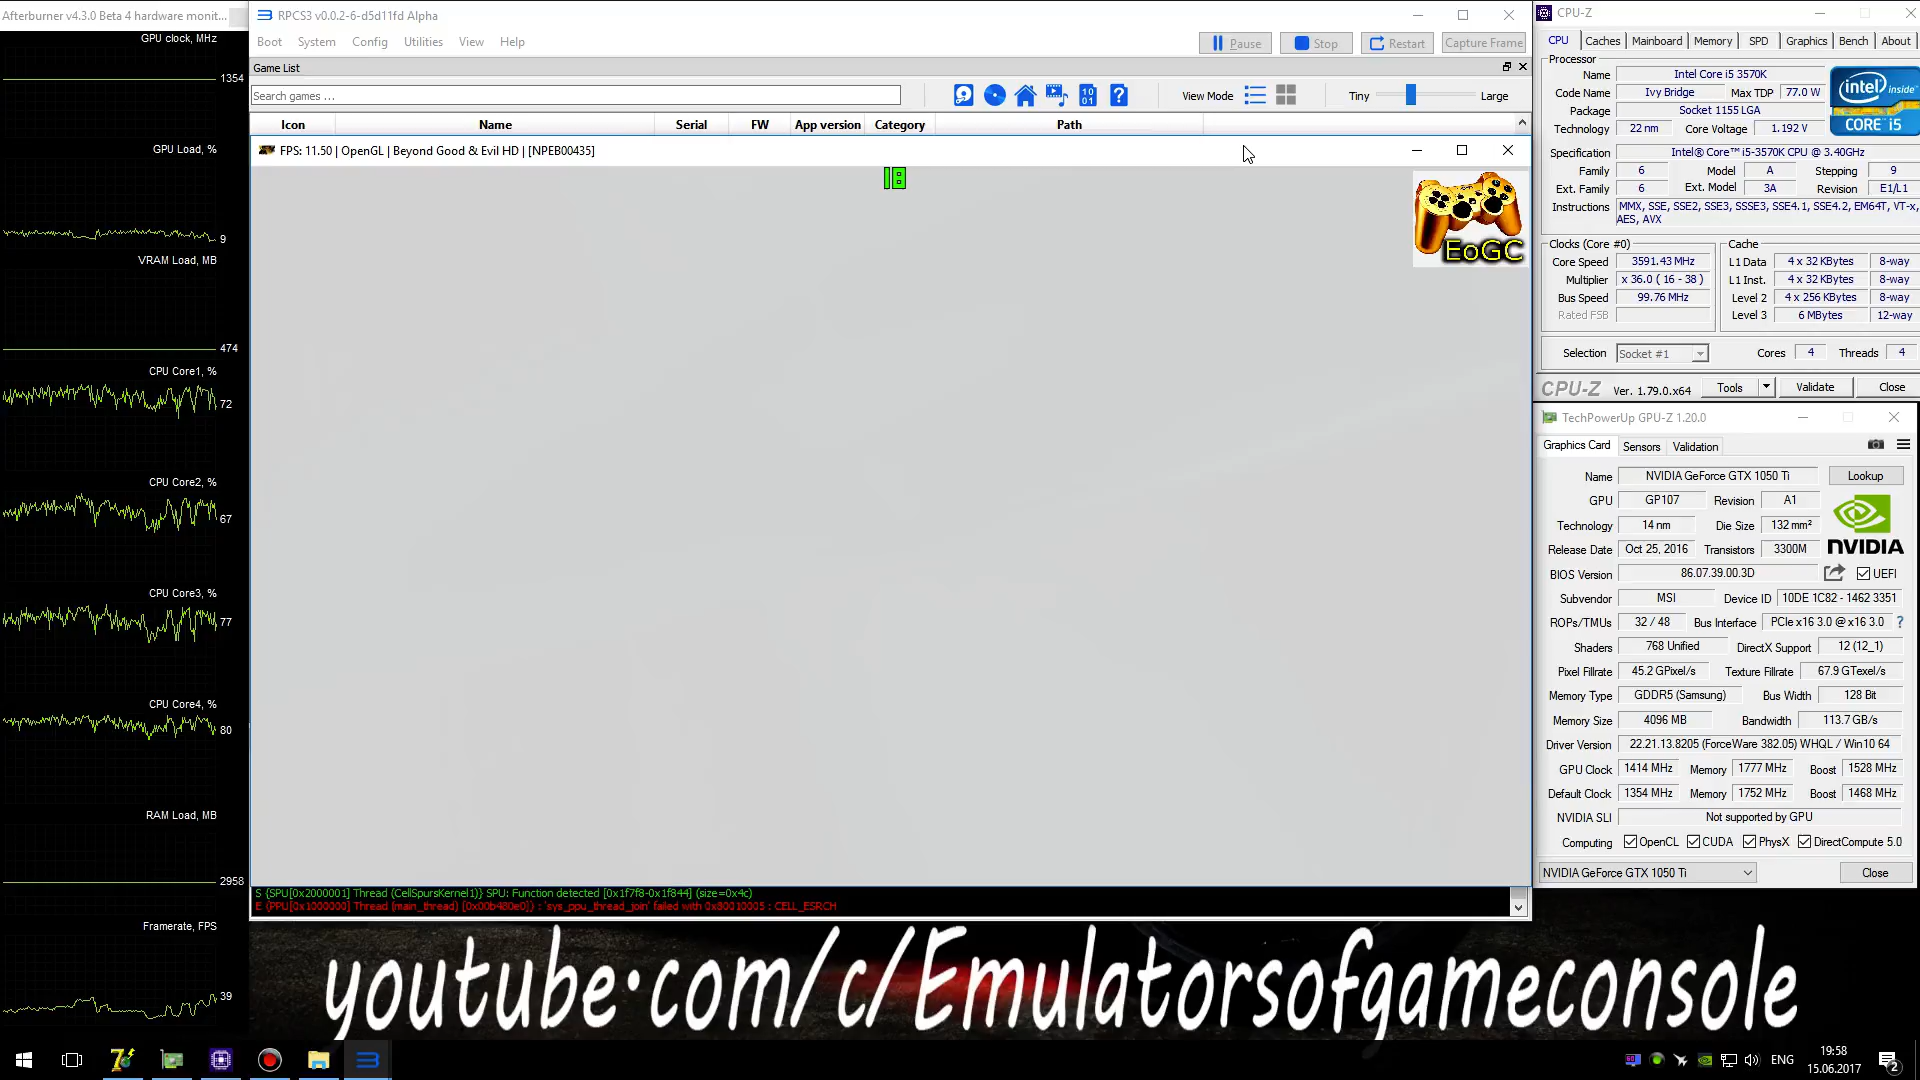 Afterburner v4.3.0 Beta 4 hardware monit...
GPU clock, MHz
1354
GPU Load, %
9
VRAM Load, MB
474
CPU Core1, %
72
CPU Core2, %
67
CPU Core3, %
77
CPU Core4, %
80
RAM Load, MB
2958
Framerate, FPS
39
RPCS3 v0.0.2-6-d5d11fd Alpha
Boot System Config Utilities View Help
Pause Stop Restart Capture Frame
Game List
Search games ...
View Mode Tiny Large
Icon Name Serial FW App version Category Path
FPS: 11.50 | OpenGL | Beyond Good & Evil HD | [NPEB00435]
EoGC
S {SPU[0x2000001] Thread (CellSpursKernel1)} SPU: Function detected [0x1f7f8-0x1f844] (size=0x4c)
E {PPU[0x1000000] Thread (main_thread) [0x00b480e0]} : 'sys_ppu_thread_join' failed with 0x80010005 : CELL_ESRCH
CPU-Z
CPU Caches Mainboard Memory SPD Graphics Bench About
Processor
Name Intel Core i5 3570K
Code Name Ivy Bridge Max TDP 77.0 W
Package Socket 1155 LGA
Technology 22 nm Core Voltage 1.192 V
intel inside
CORE i5
Specification Intel® Core™ i5-3570K CPU @ 3.40GHz
Family 6 Model A Stepping 9
Ext. Family 6 Ext. Model 3A Revision E1/L1
Instructions MMX, SSE, SSE2, SSE3, SSSE3, SSE4.1, SSE4.2, EM64T, VT-x,
AES, AVX
Clocks (Core #0) Cache
Core Speed 3591.43 MHz L1 Data 4 x 32 KBytes 8-way
Multiplier x 36.0 ( 16 - 38 ) L1 Inst. 4 x 32 KBytes 8-way
Bus Speed 99.76 MHz Level 2 4 x 256 KBytes 8-way
Rated FSB Level 3 6 MBytes 12-way
Selection Socket #1 Cores 4 Threads 4
CPU-Z Ver. 1.79.0.x64 Tools Validate Close
TechPowerUp GPU-Z 1.20.0
Graphics Card Sensors Validation
Name NVIDIA GeForce GTX 1050 Ti Lookup
GPU GP107 Revision A1
Technology 14 nm Die Size 132 mm²
Release Date Oct 25, 2016 Transistors 3300M
NVIDIA
BIOS Version 86.07.39.00.3D UEFI
Subvendor MSI Device ID 10DE 1C82 - 1462 3351
ROPs/TMUs 32 / 48 Bus Interface PCIe x16 3.0 @ x16 3.0 ?
Shaders 768 Unified DirectX Support 12 (12_1)
Pixel Fillrate 45.2 GPixel/s Texture Fillrate 67.9 GTexel/s
Memory Type GDDR5 (Samsung) Bus Width 128 Bit
Memory Size 4096 MB Bandwidth 113.7 GB/s
Driver Version 22.21.13.8205 (ForceWare 382.05) WHQL / Win10 64
GPU Clock 1414 MHz Memory 1777 MHz Boost 1528 MHz
Default Clock 1354 MHz Memory 1752 MHz Boost 1468 MHz
NVIDIA SLI Not supported by GPU
Computing OpenCL CUDA PhysX DirectCompute 5.0
NVIDIA GeForce GTX 1050 Ti Close
youtube.com/c/Emulatorsofgameconsole
ENG 19:58
15.06.2017
2